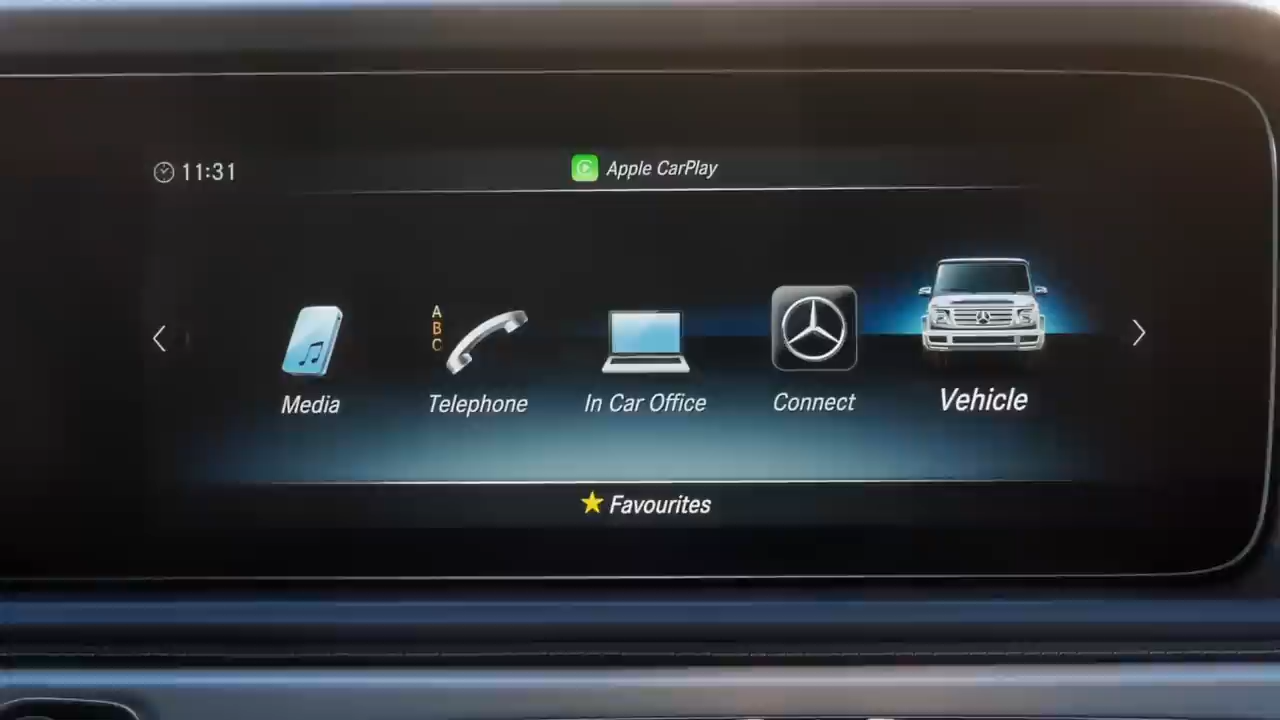 11:31
Apple CarPlay
A
B
C
Media
Telephone
In Car Office
Connect
Vehicle
Favourites